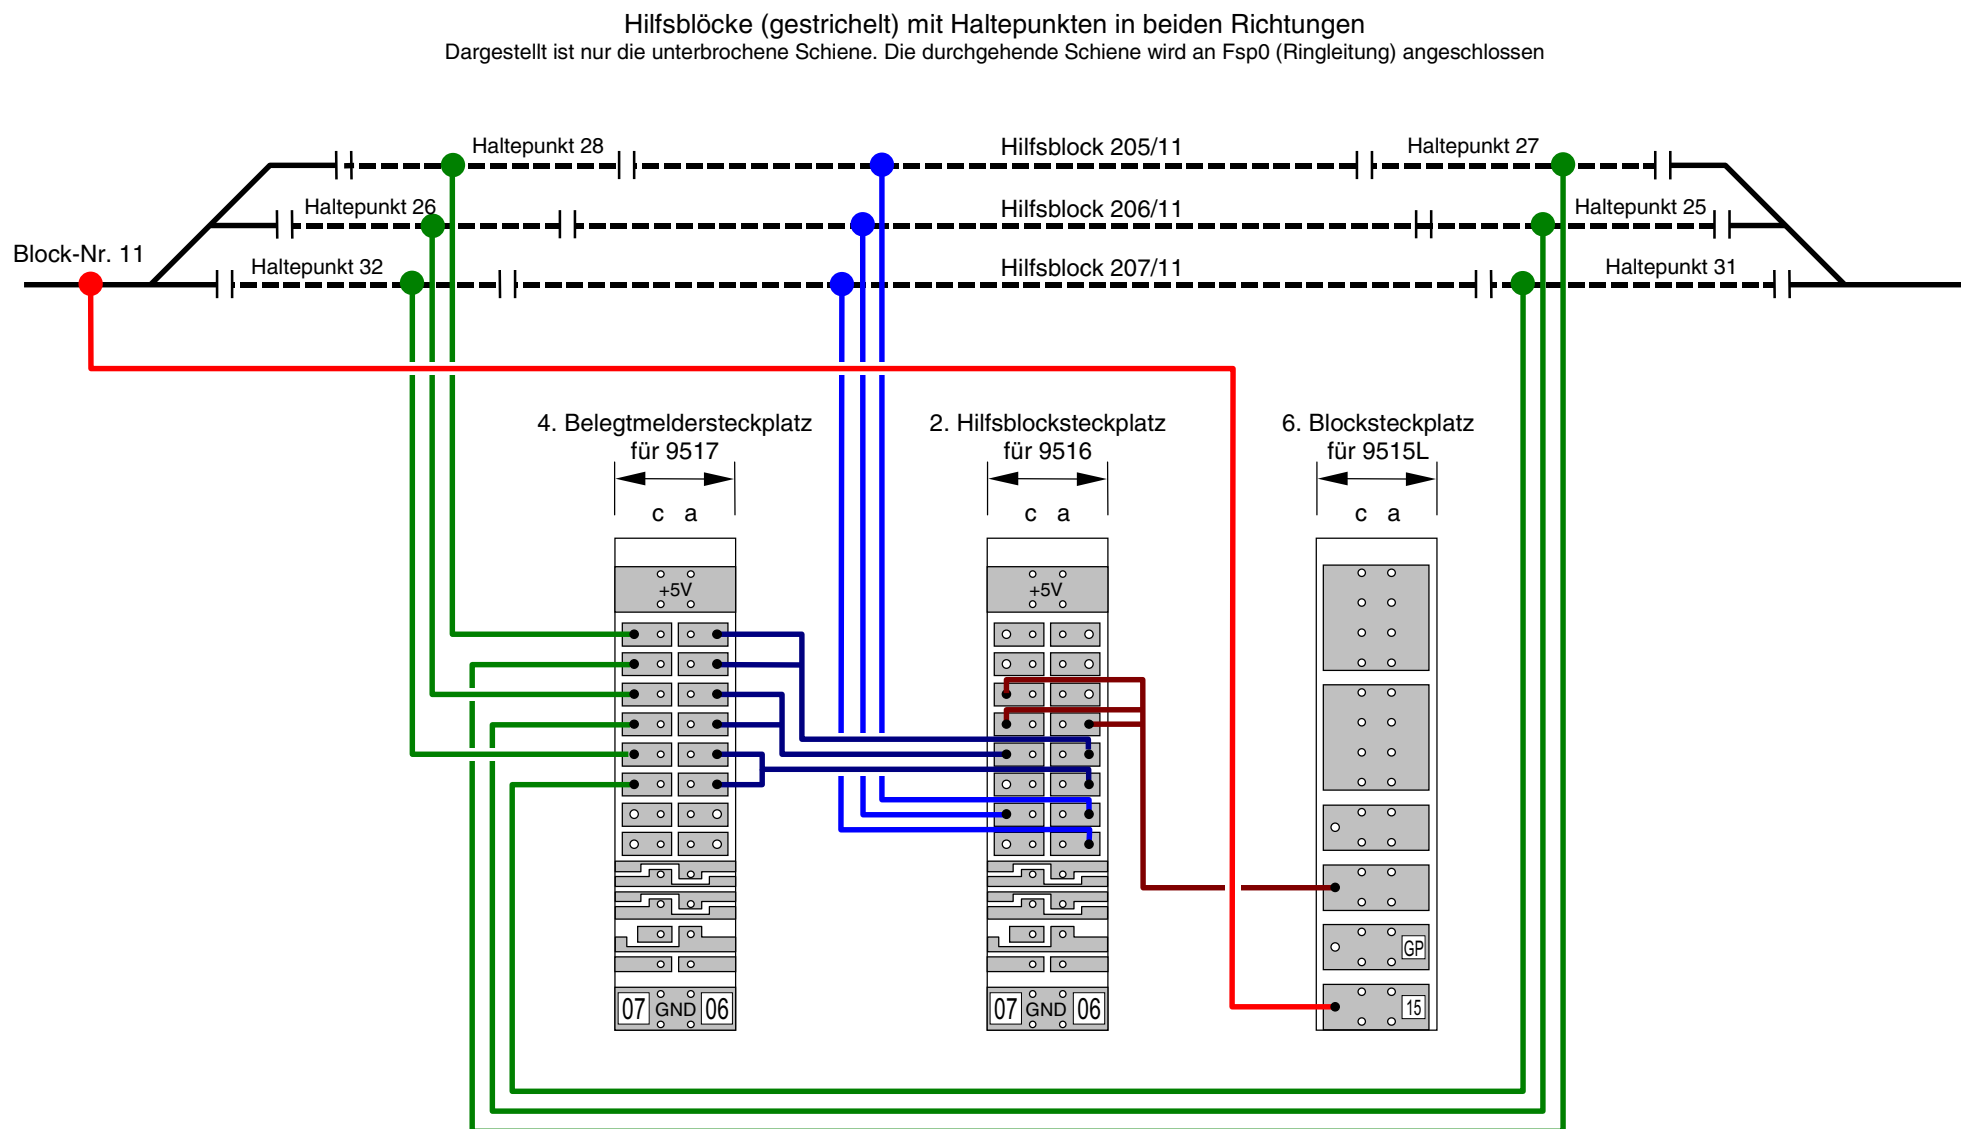 Hilfsblöcke (gestrichelt) mit Haltepunkten in beiden Richtungen
Dargestellt ist nur die unterbrochene Schiene. Die durchgehende Schiene wird an Fsp0 (Ringleitung) angeschlossen
Haltepunkt 28
Hilfsblock 205/11
Haltepunkt 27
Haltepunkt 26
Hilfsblock 206/11
Haltepunkt 25
Block-Nr. 11
Haltepunkt 32
Hilfsblock 207/11
Haltepunkt 31
4. Belegtmeldersteckplatz
für 9517
2. Hilfsblocksteckplatz
für 9516
6. Blocksteckplatz
für 9515L
c a
c a
c a
+5V
+5V
GP
07 GND 06
07 GND 06
15